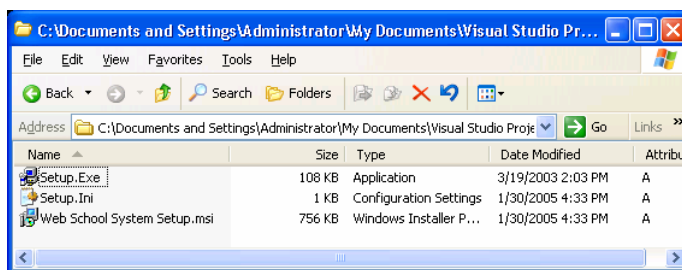 C:\Documents and Settings\Administrator\My Documents\Visual Studio Pr...
File Edit View Favorites Tools Help
Back Search Folders
Address C:\Documents and Settings\Administrator\My Documents\Visual Studio Proje Go Links »
Name Size Type Date Modified Attribu
Setup.Exe 108 KB Application 3/19/2003 2:03 PM A
Setup.Ini 1 KB Configuration Settings 1/30/2005 4:33 PM A
Web School System Setup.msi 756 KB Windows Installer P... 1/30/2005 4:33 PM A